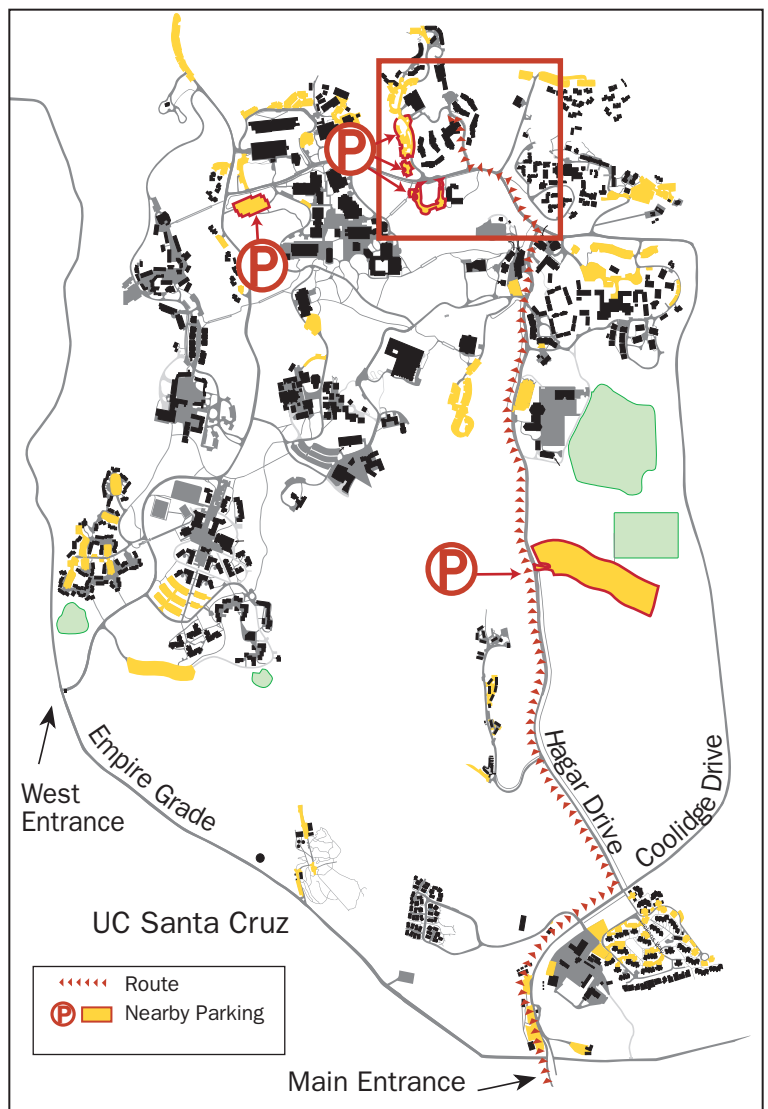 P
P
P
West
Entrance
Empire Grade
Hagar Drive
Coolidge Drive
UC Santa Cruz
Route
P
Nearby Parking
Main Entrance